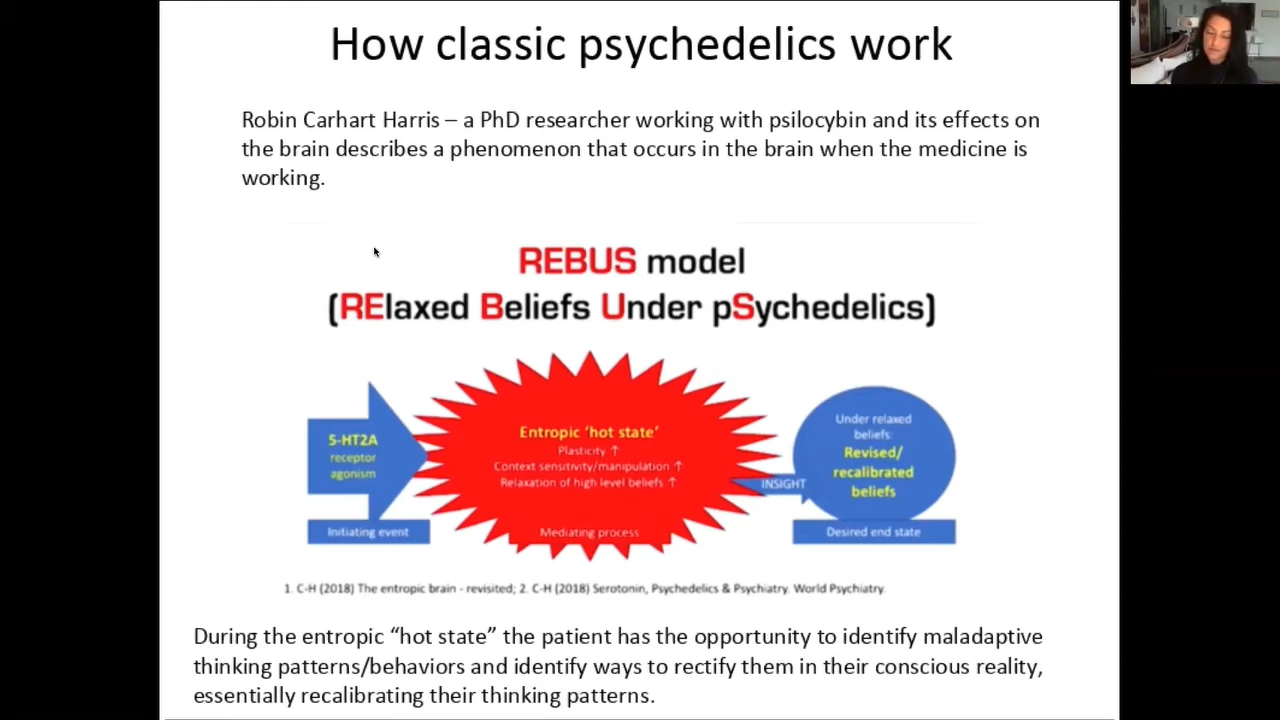 How classic psychedelics work
Robin Carhart Harris – a PhD researcher working with psilocybin and its effects on
the brain describes a phenomenon that occurs in the brain when the medicine is
working.
REBUS model
(RElaxed Beliefs Under pSychedelics)
5-HT2A
receptor
agonism
Initiating event
Entropic ‘hot state’
Plasticity ↑
Context sensitivity/manipulation ↑
Relaxation of high level beliefs ↑
Mediating process
INSIGHT
Under relaxed
beliefs:
Revised/
recalibrated
beliefs
Desired end state
1. C-H (2018) The entropic brain - revisited; 2. C-H (2018) Serotonin, Psychedelics & Psychiatry. World Psychiatry.
During the entropic “hot state” the patient has the opportunity to identify maladaptive
thinking patterns/behaviors and identify ways to rectify them in their conscious reality,
essentially recalibrating their thinking patterns.